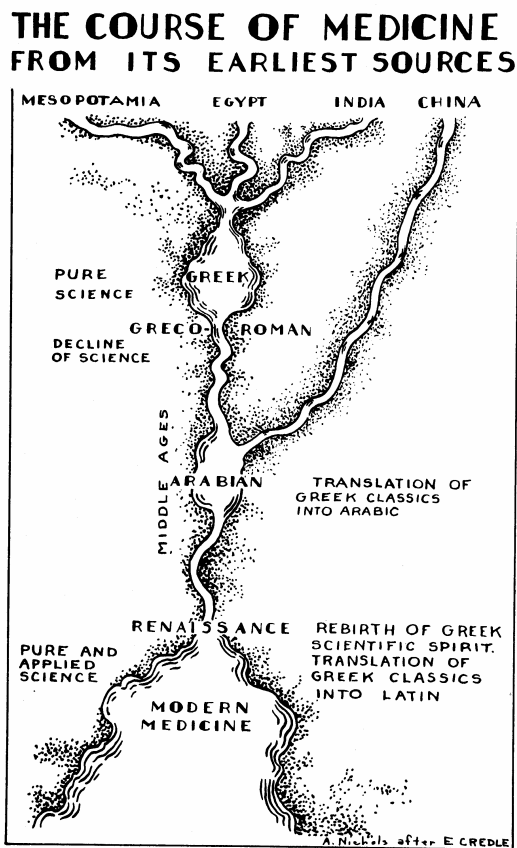 THE COURSE OF MEDICINE
FROM ITS EARLIEST SOURCES
MESOPOTAMIA EGYPT INDIA CHINA
PURE
SCIENCE
GREEK
GRECO-ROMAN
DECLINE
OF SCIENCE
MIDDLE AGES
ARABIAN
TRANSLATION OF
GREEK CLASSICS
INTO ARABIC
RENAISSANCE
REBIRTH OF GREEK
SCIENTIFIC SPIRIT.
TRANSLATION OF
GREEK CLASSICS
INTO LATIN
PURE AND
APPLIED
SCIENCE
MODERN
MEDICINE
A. Nichols after E CREDLE